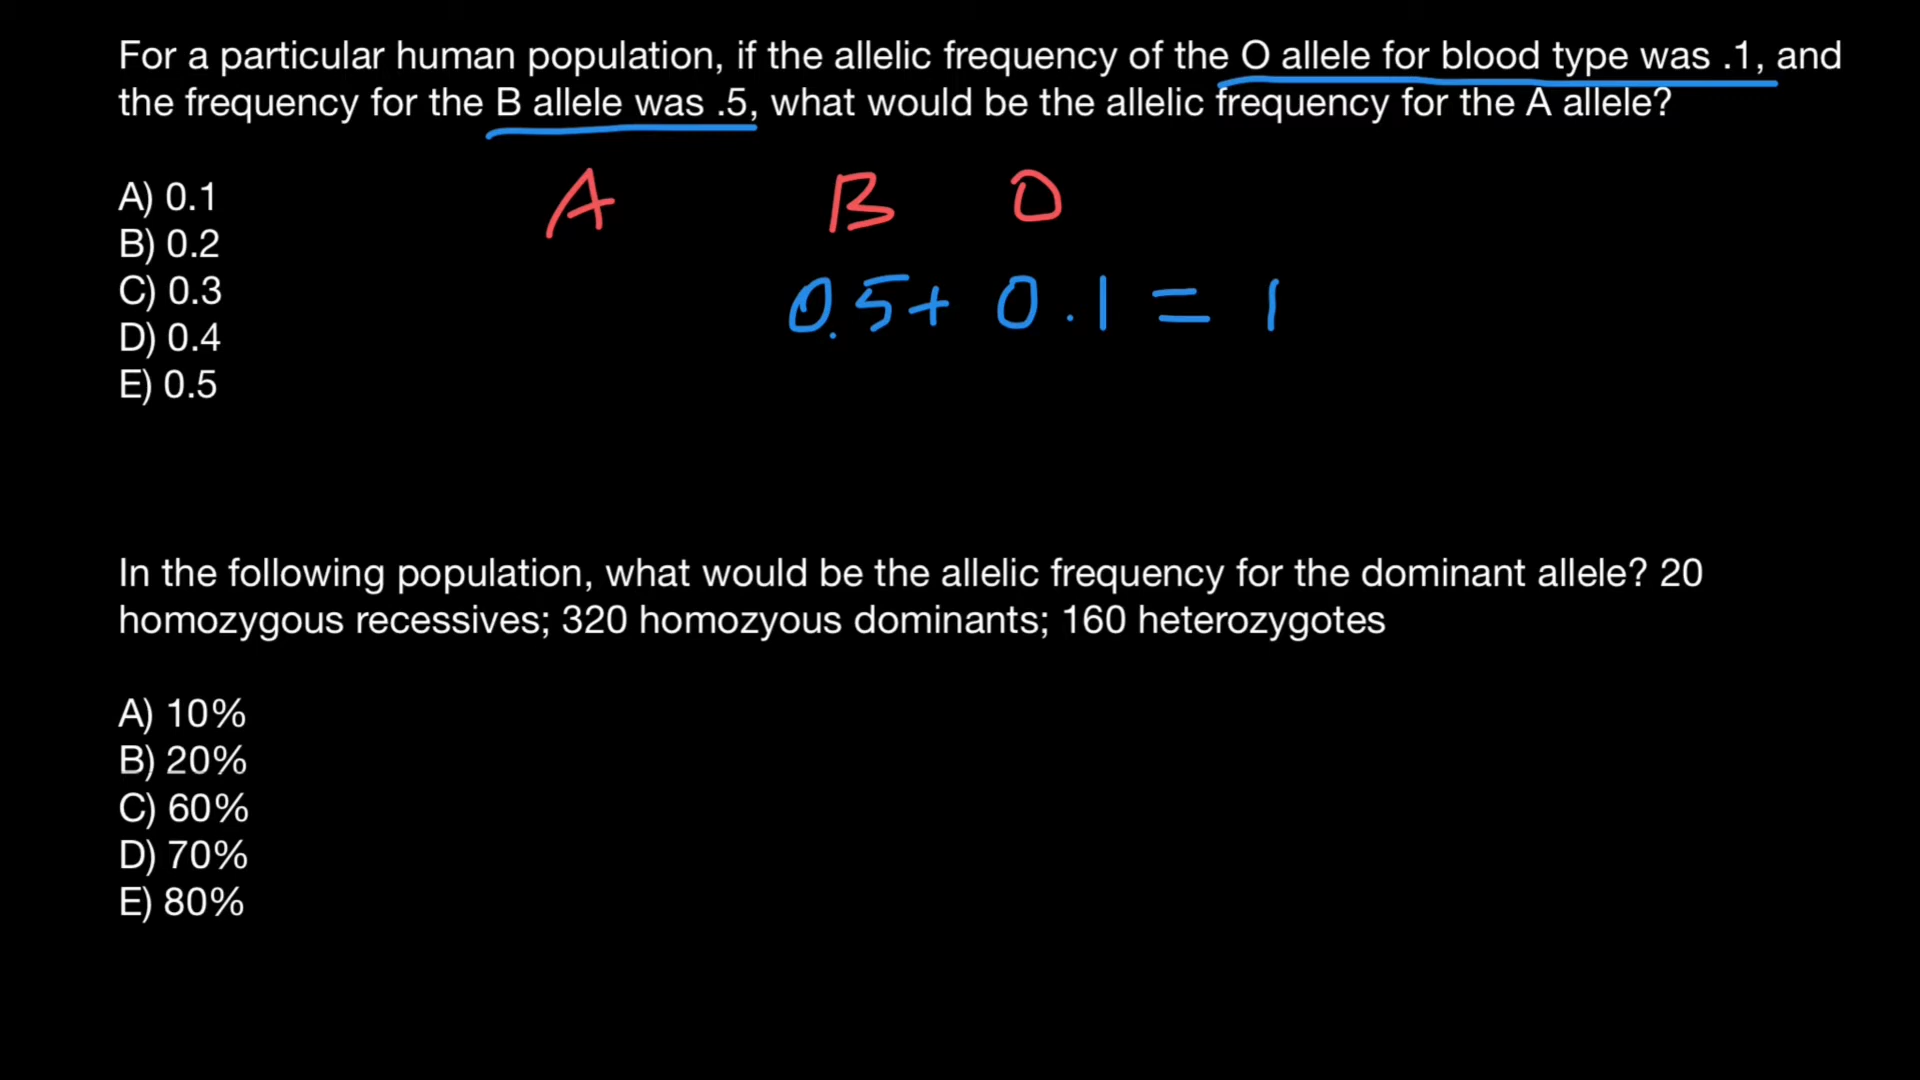 For a particular human population, if the allelic frequency of the O allele for blood type was .1, and
the frequency for the B allele was .5, what would be the allelic frequency for the A allele?
A) 0.1
B) 0.2
C) 0.3
D) 0.4
E) 0.5
A B O
0.5+ 0.1 = 1
In the following population, what would be the allelic frequency for the dominant allele? 20
homozygous recessives; 320 homozyous dominants; 160 heterozygotes
A) 10%
B) 20%
C) 60%
D) 70%
E) 80%